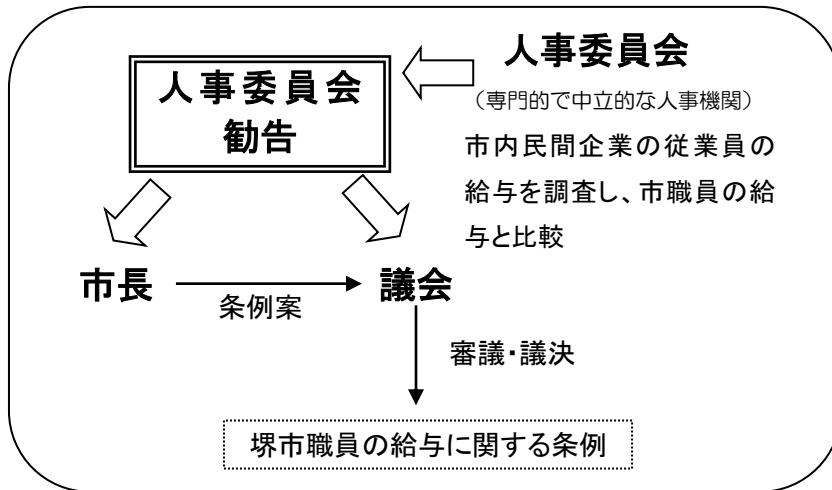 人事委員会
勧告
人事委員会
(専門的で中立的な人事機関)
市内民間企業の従業員の
給与を調査し、市職員の給
与と比較
市長
条例案
議会
審議・議決
堺市職員の給与に関する条例